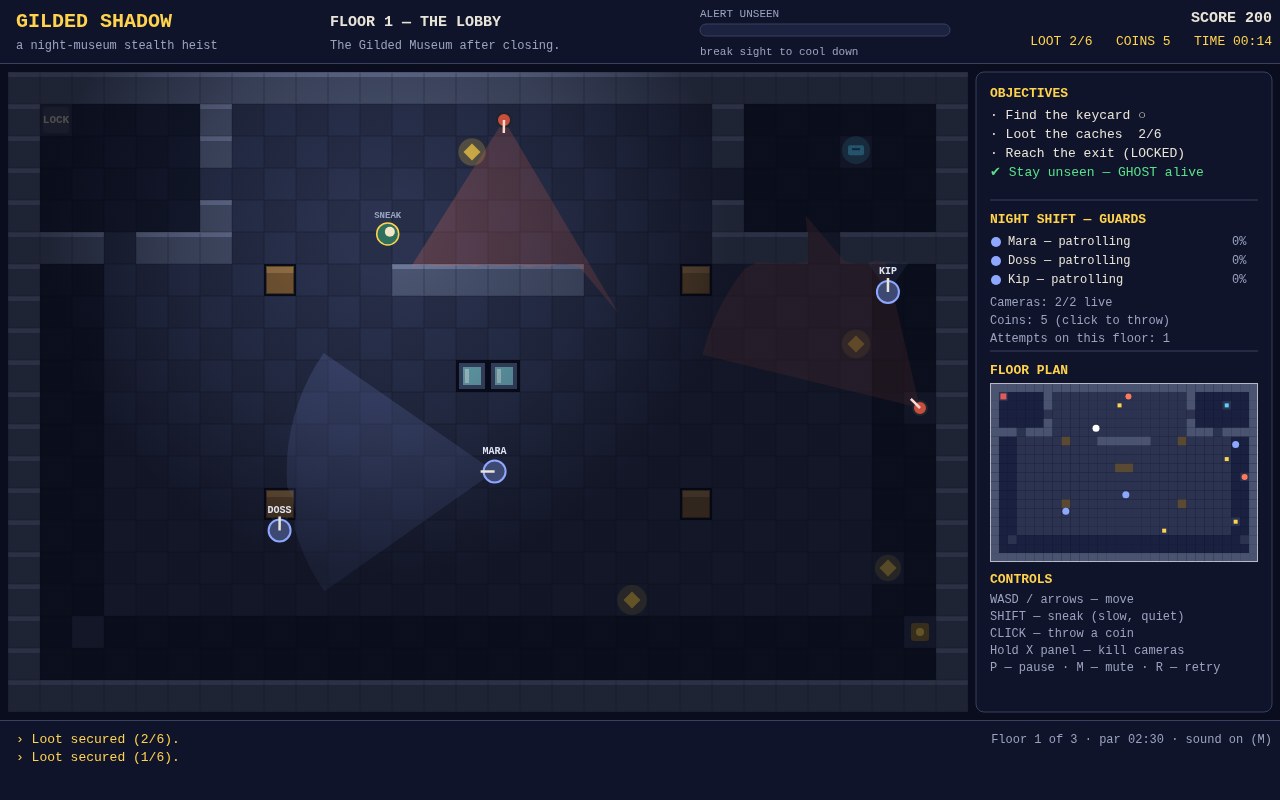 GILDED SHADOW
a night-museum stealth heist
FLOOR 1 — THE LOBBY
The Gilded Museum after closing.
ALERT UNSEEN
break sight to cool down
SCORE 200
LOOT 2/6 COINS 5 TIME 00:14
LOCK
SNEAK
KIP
MARA
DOSS
OBJECTIVES
· Find the keycard ○
· Loot the caches 2/6
· Reach the exit (LOCKED)
✔ Stay unseen — GHOST alive
NIGHT SHIFT — GUARDS
Mara — patrolling 0%
Doss — patrolling 0%
Kip — patrolling 0%
Cameras: 2/2 live
Coins: 5 (click to throw)
Attempts on this floor: 1
FLOOR PLAN
CONTROLS
WASD / arrows — move
SHIFT — sneak (slow, quiet)
CLICK — throw a coin
Hold X panel — kill cameras
P — pause · M — mute · R — retry
› Loot secured (2/6).
› Loot secured (1/6).
Floor 1 of 3 · par 02:30 · sound on (M)